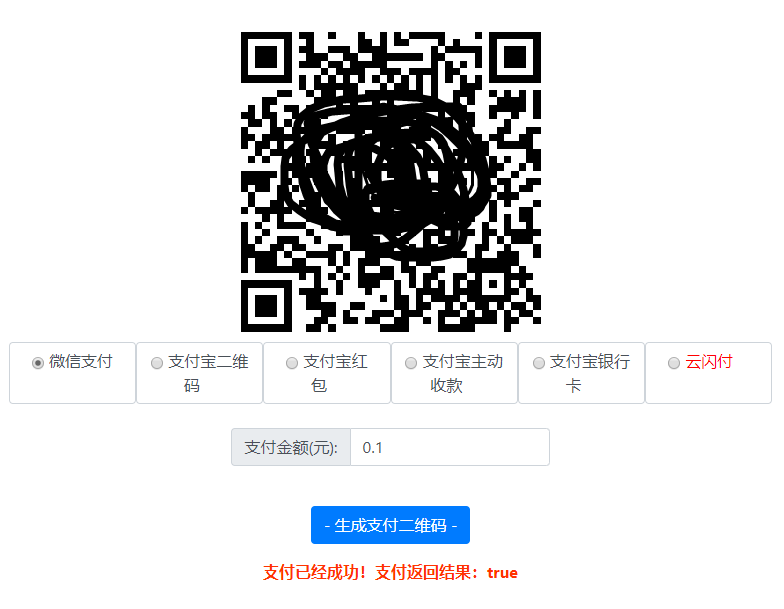 微信支付
支付宝二维
码
支付宝红
包
支付宝主动
收款
支付宝银行
卡
云闪付
支付金额(元):
0.1
- 生成支付二维码 -
支付已经成功！支付返回结果：true